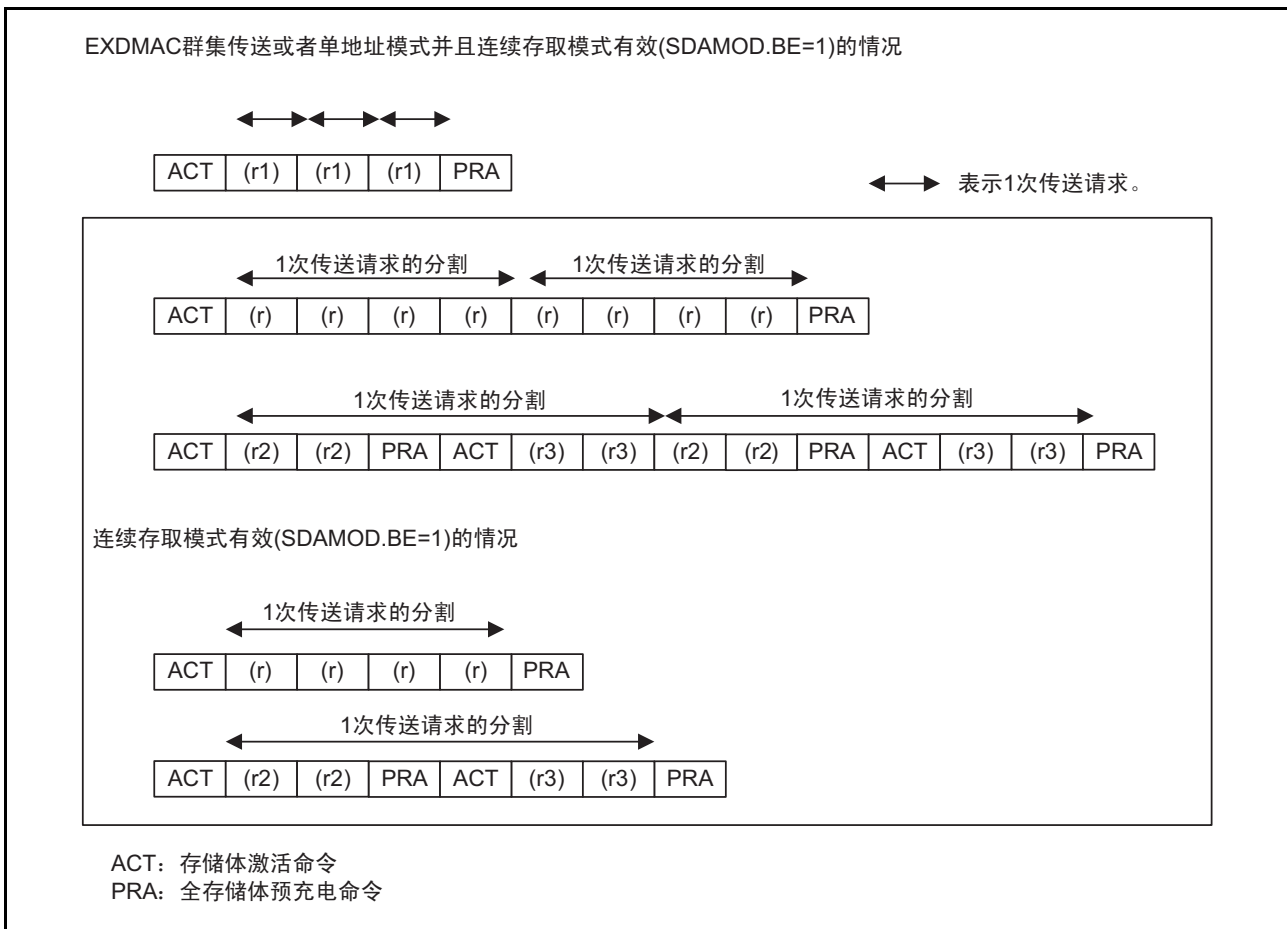 EXDMAC群集传送或者单地址模式并且连续存取模式有效(SDAMOD.BE=1)的情况
ACT (r1) (r1) (r1) PRA
表示1次传送请求。
1次传送请求的分割 1次传送请求的分割
ACT (r) (r) (r) (r) (r) (r) (r) (r) PRA
1次传送请求的分割 1次传送请求的分割
ACT (r2) (r2) PRA ACT (r3) (r3) (r2) (r2) PRA ACT (r3) (r3) PRA
连续存取模式有效(SDAMOD.BE=1)的情况
1次传送请求的分割
ACT (r) (r) (r) (r) PRA
1次传送请求的分割
ACT (r2) (r2) PRA ACT (r3) (r3) PRA
ACT：存储体激活命令
PRA：全存储体预充电命令